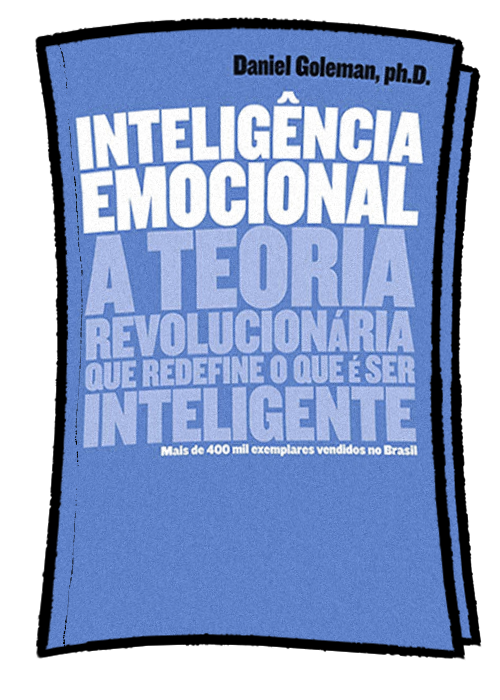 Daniel Goleman, ph.D.
INTELIGÊNCIA
EMOCIONAL
A TEORIA
REVOLUCIONÁRIA
QUE REDEFINE O QUE É SER
INTELIGENTE
Mais de 400 mil exemplares vendidos no Brasil